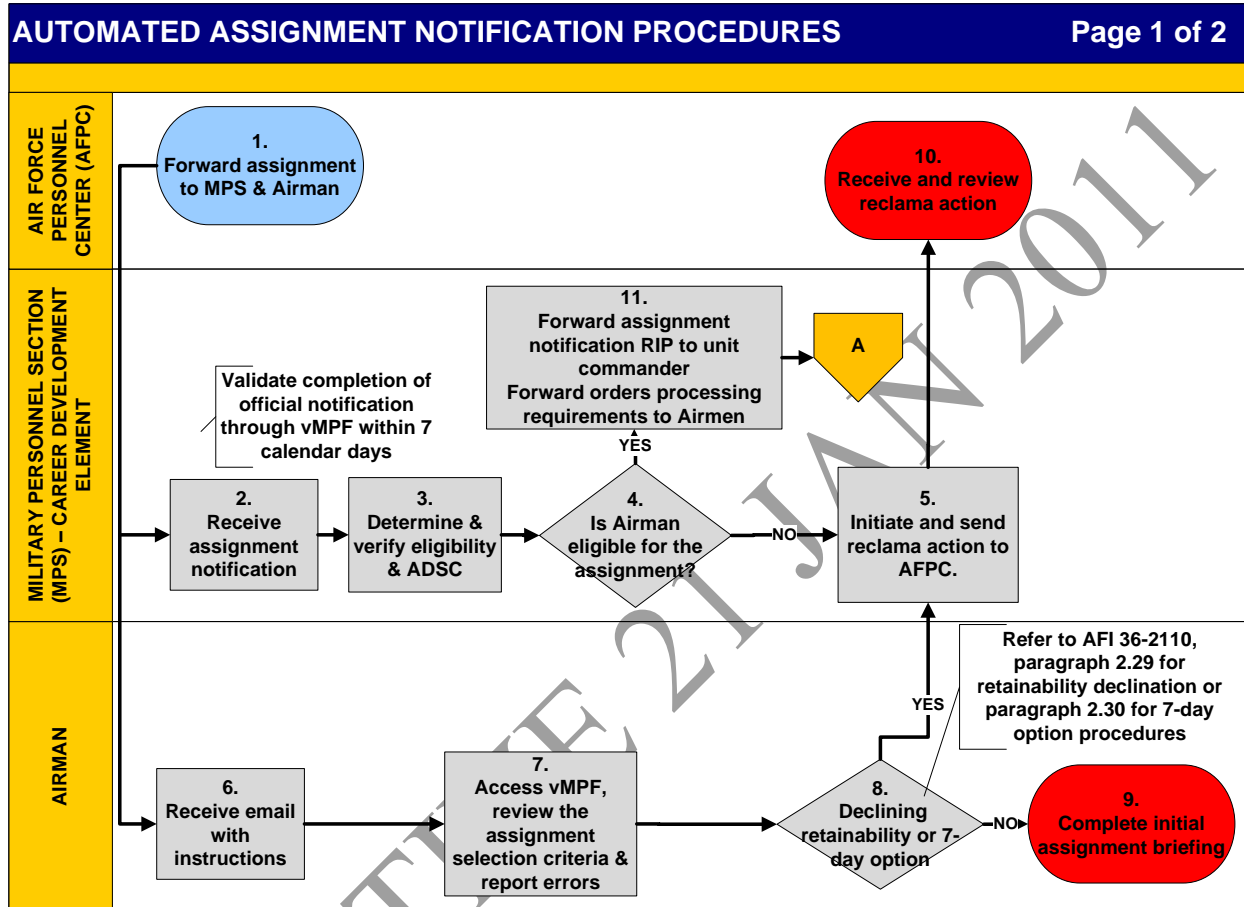 AUTOMATED ASSIGNMENT NOTIFICATION PROCEDURES Page 1 of 2
AIR FORCE
PERSONNEL
CENTER (AFPC)
1.
Forward assignment
to MPS & Airman
10.
Receive and review
reclama action
MILITARY PERSONNEL SECTION
(MPS) – CAREER DEVELOPMENT
ELEMENT
11.
Forward assignment
notification RIP to unit
commander
Forward orders processing
requirements to Airmen
A
Validate completion of
official notification
through vMPF within 7
calendar days
YES
2.
Receive
assignment
notification
3.
Determine &
verify eligibility
& ADSC
4.
Is Airman
eligible for the
assignment?
NO
5.
Initiate and send
reclama action to
AFPC.
AIRMAN
Refer to AFI 36-2110,
paragraph 2.29 for
retainability declination or
paragraph 2.30 for 7-day
option procedures
YES
6.
Receive email
with
instructions
7.
Access vMPF,
review the
assignment
selection criteria &
report errors
8.
Declining
retainability or 7-
day option
NO
9.
Complete initial
assignment briefing
21 JAN 2011